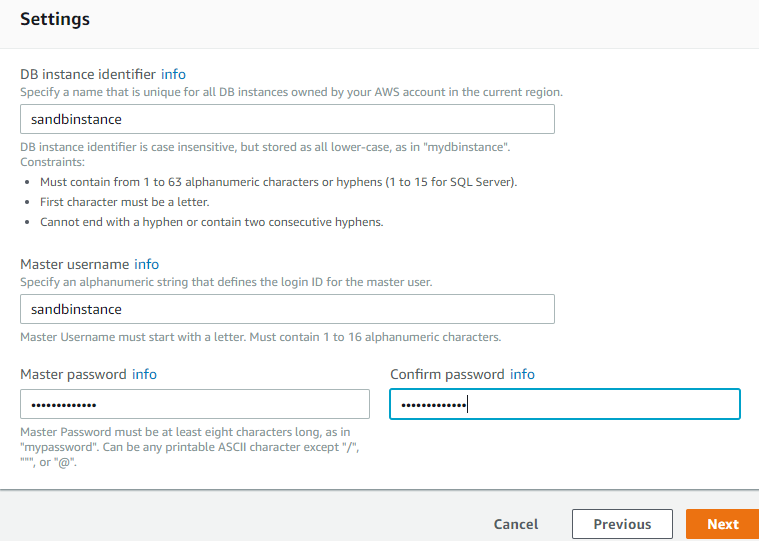 Settings
DB instance identifier info
Specify a name that is unique for all DB instances owned by your AWS account in the current region.
sandbinstance
DB instance identifier is case insensitive, but stored as all lower-case, as in "mydbinstance".
Constraints:
• Must contain from 1 to 63 alphanumeric characters or hyphens (1 to 15 for SQL Server).
• First character must be a letter.
• Cannot end with a hyphen or contain two consecutive hyphens.
Master username info
Specify an alphanumeric string that defines the login ID for the master user.
sandbinstance
Master Username must start with a letter. Must contain 1 to 16 alphanumeric characters.
Master password info
•••••••••••••
Master Password must be at least eight characters long, as in
"mypassword". Can be any printable ASCII character except "/",
""", or "@".
Confirm password info
•••••••••••••
Cancel Previous Next